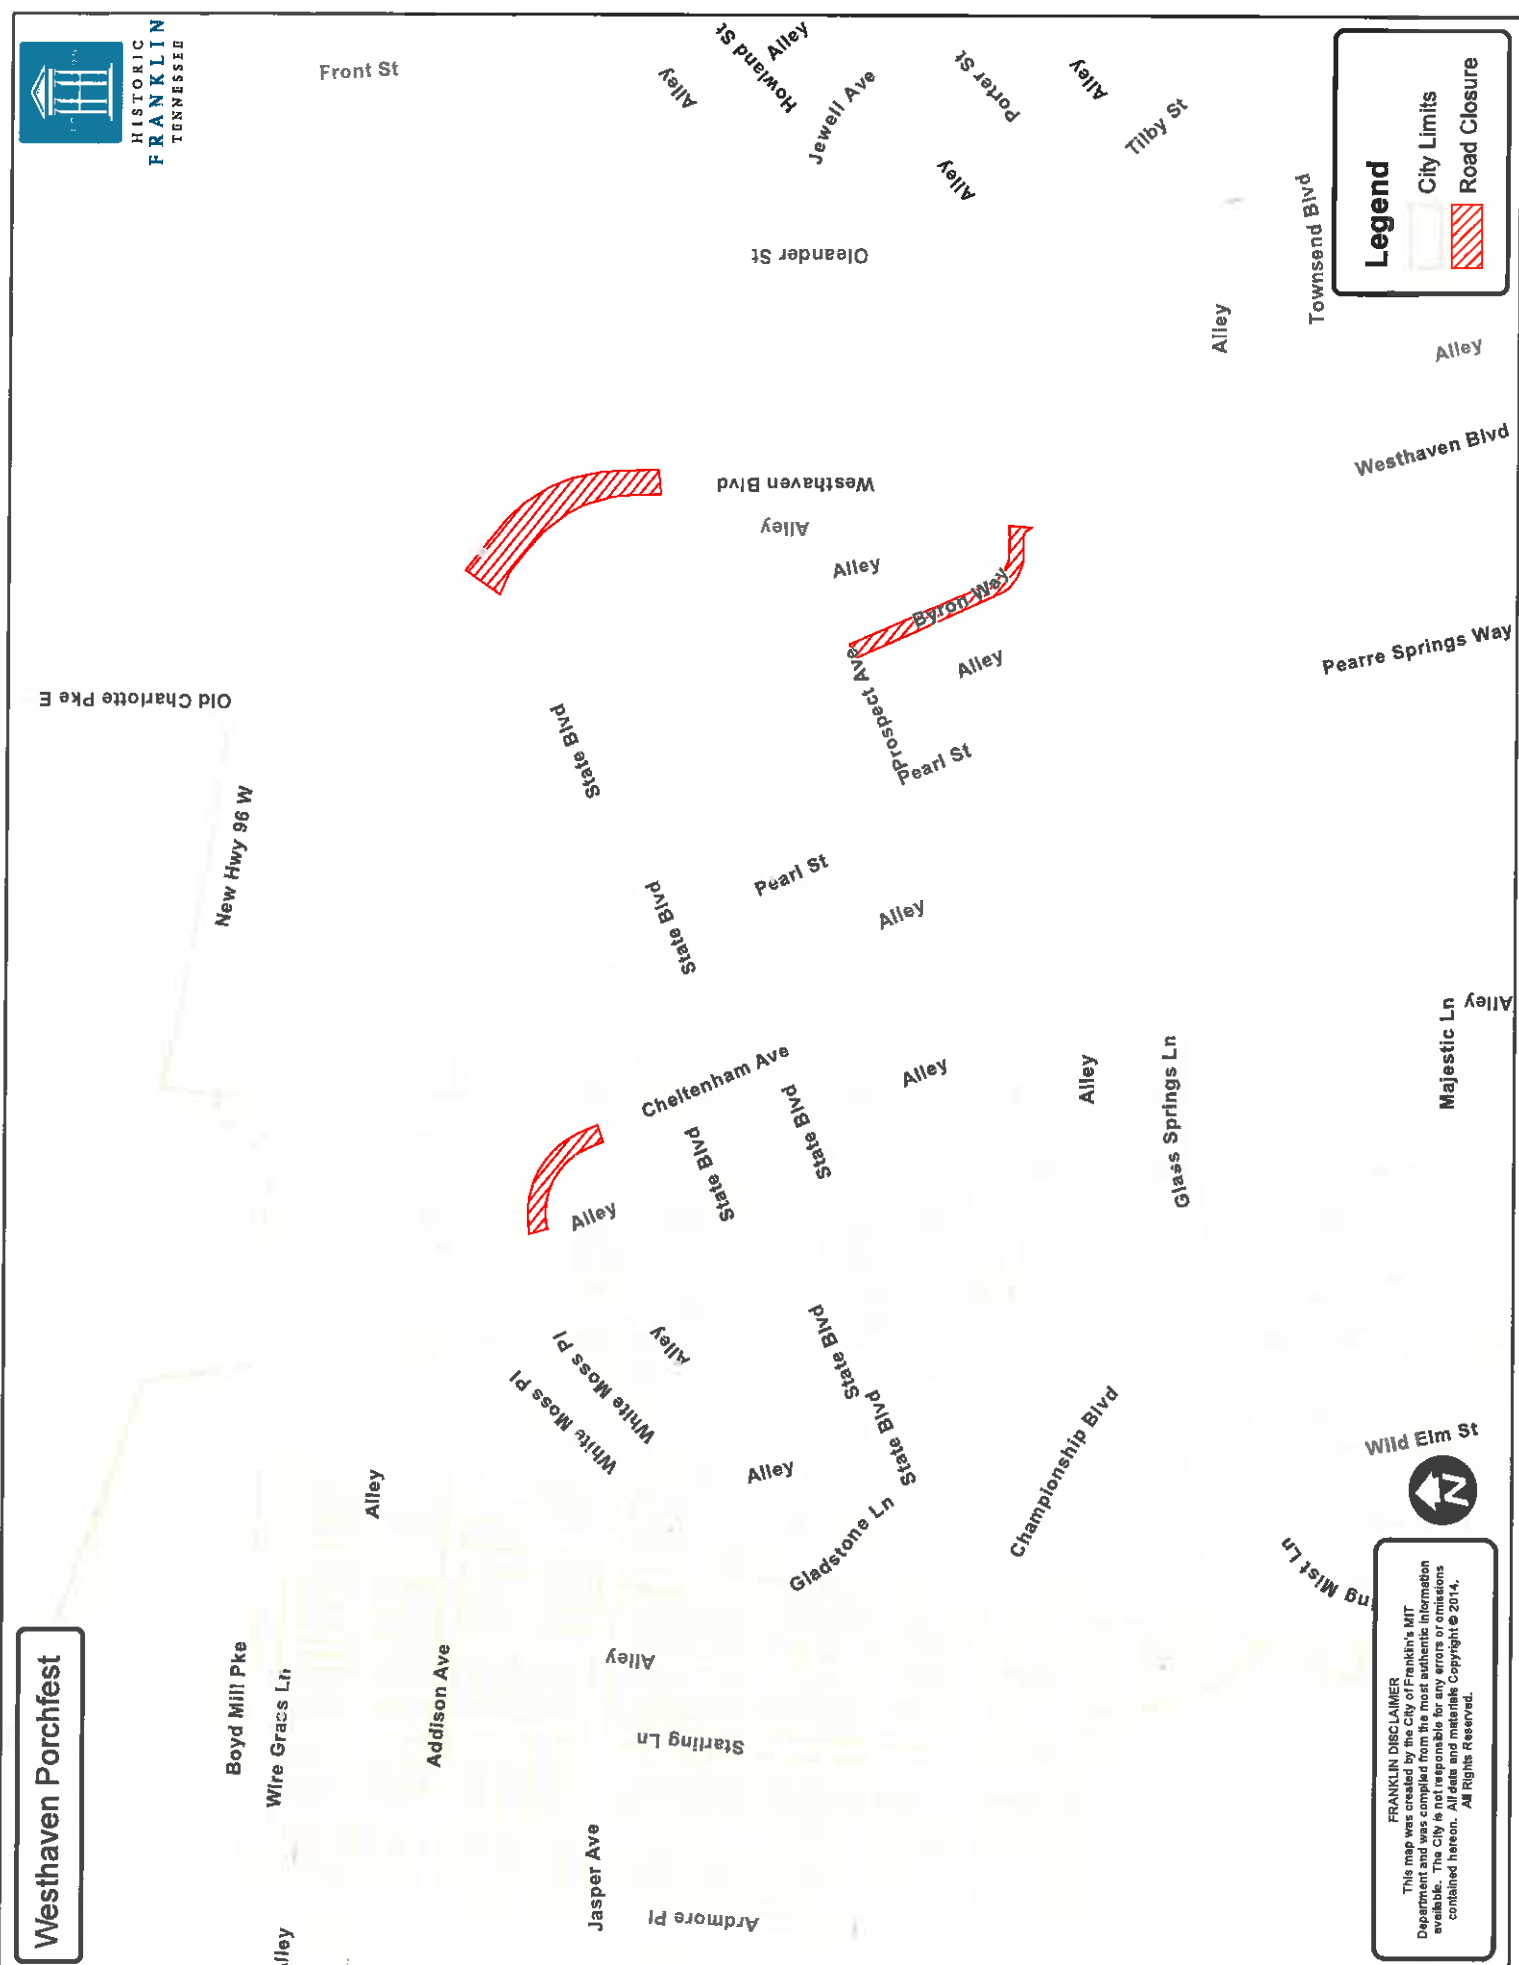 Westhaven Porchfest
HISTORIC
FRANKLIN
TENNESSEE
Legend
City Limits
Road Closure
Front St
Alley
Howland St
Alley
Jewell Ave
Porter St
Alley
Tilby St
Alley
Oleander St
Townsend Blvd
Alley
Alley
Westhaven Blvd
Westhaven Blvd
Alley
Alley
Byron Way
Alley
Prospect Ave
Pearl St
Pearre Springs Way
Old Charlotte Pke E
State Blvd
New Hwy 96 W
Pearl St
State Blvd
Alley
Alley
Majestic Ln
Cheltenham Ave
State Blvd
Alley
Alley
Glass Springs Ln
State Blvd
Alley
State Blvd
Alley
White Moss Pl
White Moss Pl
State Blvd
Alley
Alley
Gladstone Ln
Championship Blvd
Wild Elm St
N
ng Mist Ln
Boyd Mill Pke
Wire Grass Ln
Addison Ave
Alley
Starling Ln
Jasper Ave
Ardmore Pl
lley
FRANKLIN DISCLAIMER
This map was created by the City of Franklin's MIT
Department and was compiled from the most authentic information
available. The City is not responsible for any errors or omissions
contained hereon. All data and materials Copyright © 2014.
All Rights Reserved.